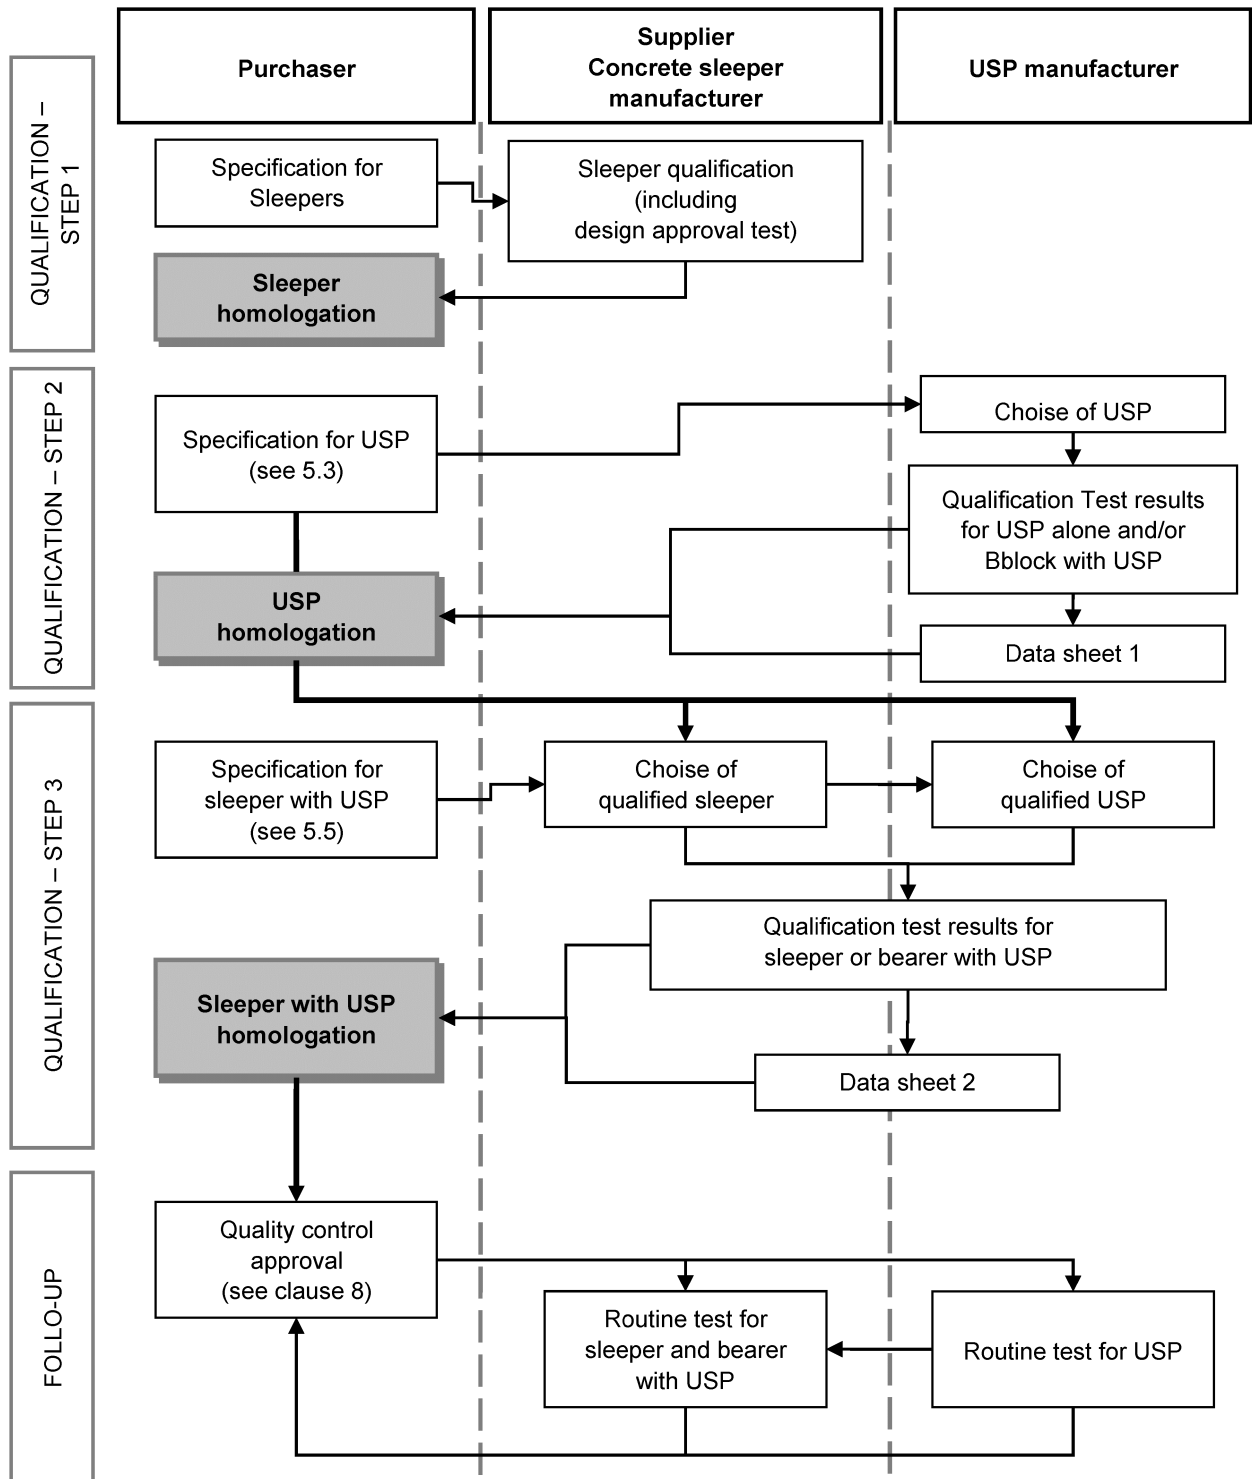 Purchaser
Supplier
Concrete sleeper
manufacturer
USP manufacturer
QUALIFICATION –
STEP 1
Specification for
Sleepers
Sleeper qualification
(including
design approval test)
Sleeper
homologation
QUALIFICATION – STEP 2
Specification for USP
(see 5.3)
Choise of USP
Qualification Test results
for USP alone and/or
Bblock with USP
USP
homologation
Data sheet 1
QUALIFICATION – STEP 3
Specification for
sleeper with USP
(see 5.5)
Choise of
qualified sleeper
Choise of
qualified USP
Qualification test results for
sleeper or bearer with USP
Sleeper with USP
homologation
Data sheet 2
FOLLO-UP
Quality control
approval
(see clause 8)
Routine test for
sleeper and bearer
with USP
Routine test for USP